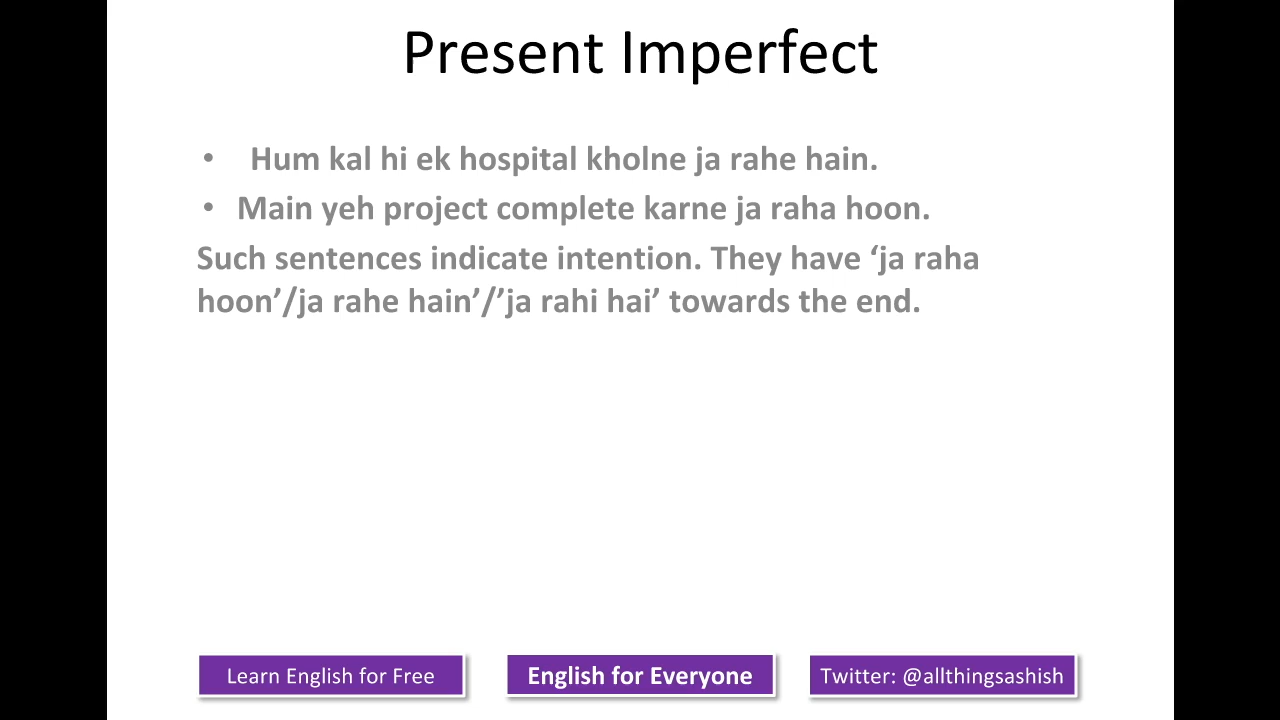 Present Imperfect
• Hum kal hi ek hospital kholne ja rahe hain.
• Main yeh project complete karne ja raha hoon.
Such sentences indicate intention. They have ‘ja raha
hoon’/ja rahe hain’/’ja rahi hai’ towards the end.
Learn English for Free
English for Everyone
Twitter: @allthingsashish